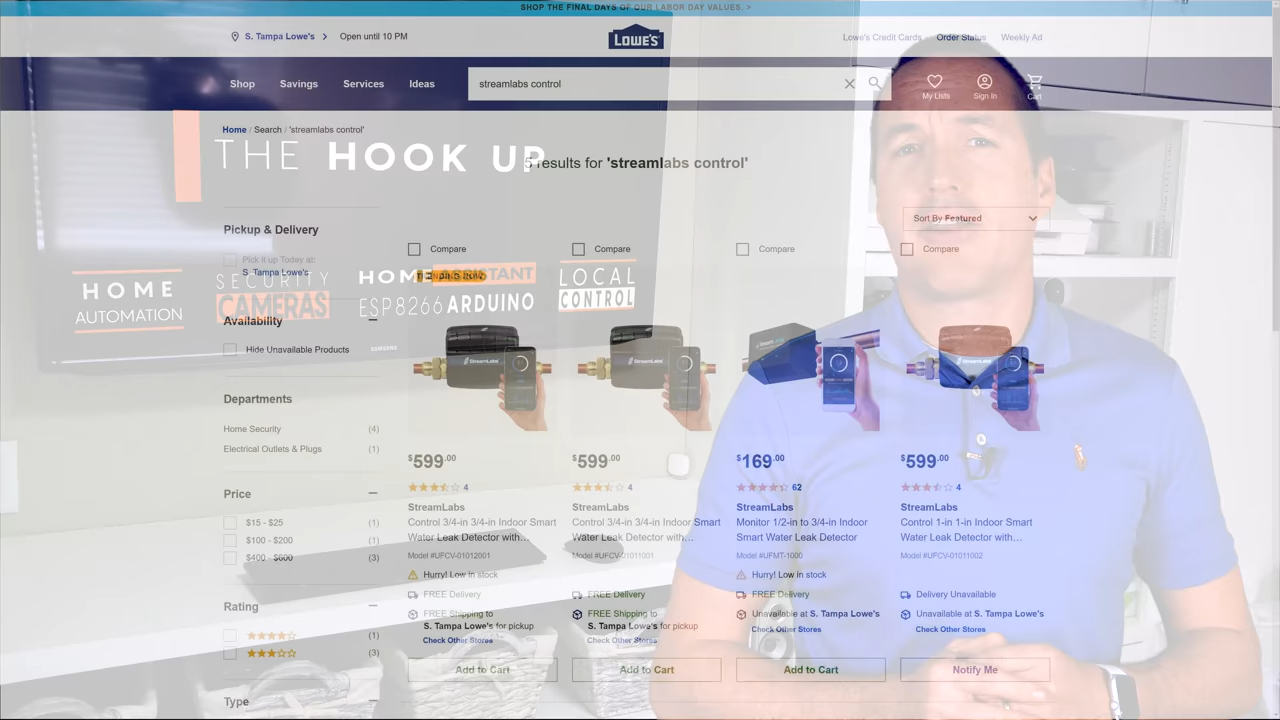 SHOP THE FINAL DAYS OF OUR LABOR DAY VALUES. >
S. Tampa Lowe's > Open until 10 PM
LOWE'S
Lowe's Credit Cards Order Status Weekly Ad
Shop Savings Services Ideas
streamlabs control
My Lists Sign In Cart
Home / Search / 'streamlabs control'
THE HOOK UP
results for 'streamlabs control'
Sort By Featured
Pickup & Delivery
Pick it up Today at:
S. Tampa Lowe's
Compare Compare Compare Compare
HOME AUTOMATION
SECURITY CAMERAS
HOME ASSISTANT
ESP8266 ARDUINO
LOCAL CONTROL
TRENDING NOW
Availability
Hide Unavailable Products
SAMSUNG
Departments
Home Security (4)
Electrical Outlets & Plugs (1)
Price
$15 - $25 (1)
$100 - $200 (1)
$400 - $600 (3)
Rating
(1)
(3)
Type
StreamLabs
StreamLabs
StreamLabs
$599.00
4
StreamLabs
Control 3/4-in 3/4-in Indoor Smart
Water Leak Detector with...
Model #UFCV-01012001
Hurry! Low in stock
FREE Delivery
FREE Shipping to
S. Tampa Lowe's for pickup
Check Other Stores
Add to Cart
$599.00
4
StreamLabs
Control 3/4-in 3/4-in Indoor Smart
Water Leak Detector with...
Model #UFCV-01011001
FREE Delivery
FREE Shipping to
S. Tampa Lowe's for pickup
Check Other Stores
Add to Cart
$169.00
62
StreamLabs
Monitor 1/2-in to 3/4-in Indoor
Smart Water Leak Detector
Model #UFMT-1000
Hurry! Low in stock
FREE Delivery
Unavailable at S. Tampa Lowe's
Check Other Stores
Add to Cart
$599.00
4
StreamLabs
Control 1-in 1-in Indoor Smart
Water Leak Detector with...
Model #UFCV-01011002
Delivery Unavailable
Unavailable at S. Tampa Lowe's
Check Other Stores
Notify Me